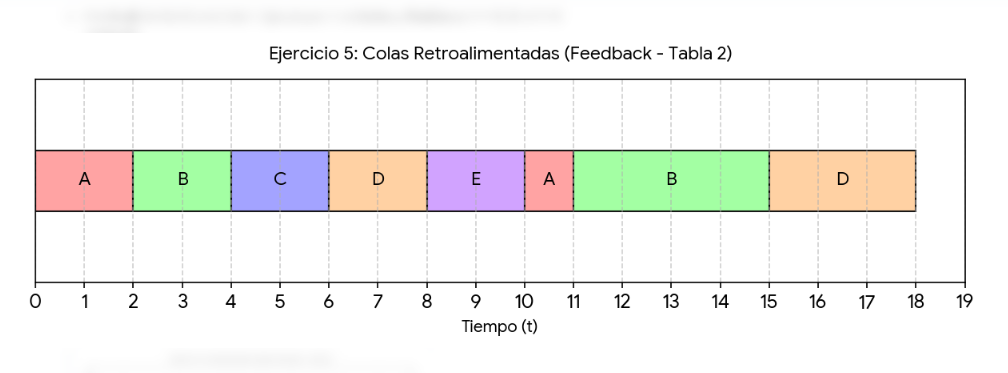 Ejercicio 5: Colas Retroalimentadas (Feedback - Tabla 2)
A B C D E A B D
0 1 2 3 4 5 6 7 8 9 10 11 12 13 14 15 16 17 18 19
Tiempo (t)